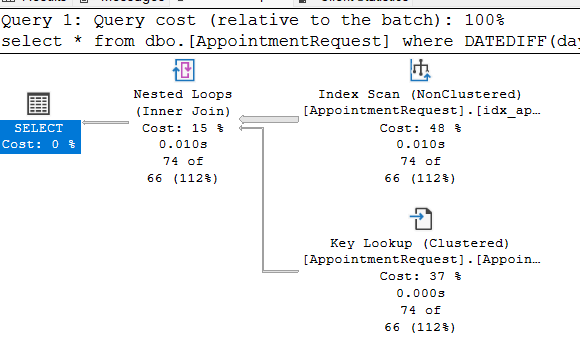 Query 1: Query cost (relative to the batch): 100%
select * from dbo.[AppointmentRequest] where DATEDIFF(day
SELECT
Cost: 0 %
Nested Loops
(Inner Join)
Cost: 15 %
0.010s
74 of
66 (112%)
Index Scan (NonClustered)
[AppointmentRequest].[idx_ap…
Cost: 48 %
0.010s
74 of
66 (112%)
Key Lookup (Clustered)
[AppointmentRequest].[Appoin…
Cost: 37 %
0.000s
74 of
66 (112%)